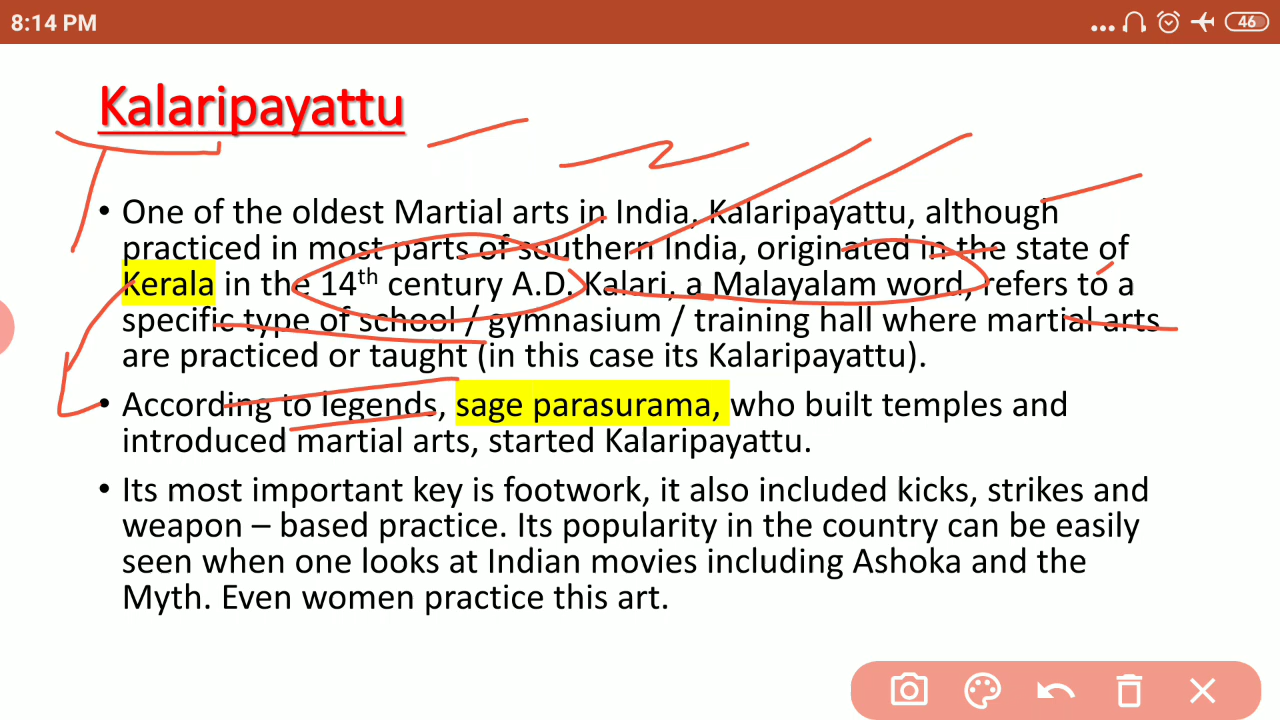 8:14 PM
46
Kalaripayattu
• One of the oldest Martial arts in India, Kalaripayattu, although
practiced in most parts of southern India, originated in the state of
Kerala in the 14th century A.D. Kalari, a Malayalam word, refers to a
specific type of school / gymnasium / training hall where martial arts
are practiced or taught (in this case its Kalaripayattu).
• According to legends, sage parasurama, who built temples and
introduced martial arts, started Kalaripayattu.
• Its most important key is footwork, it also included kicks, strikes and
weapon – based practice. Its popularity in the country can be easily
seen when one looks at Indian movies including Ashoka and the
Myth. Even women practice this art.